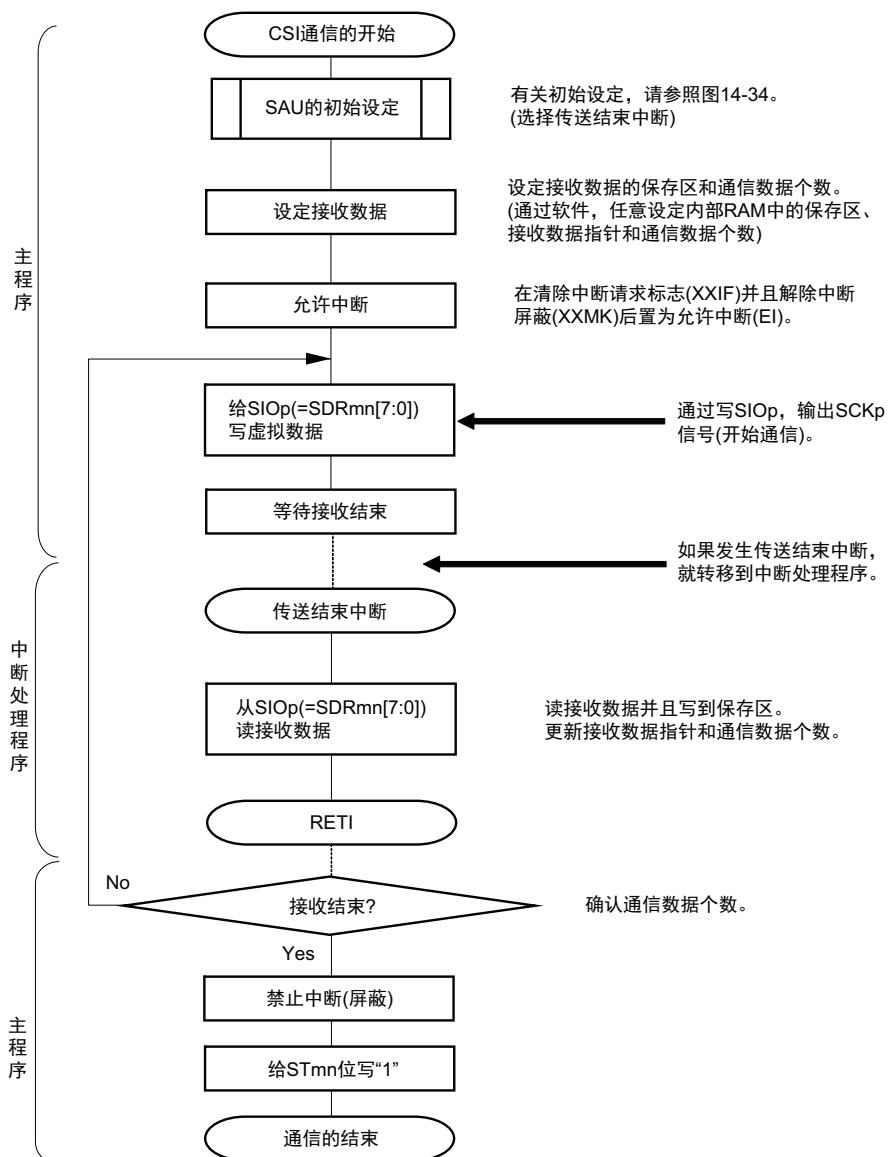 CSI通信的开始
SAU的初始设定
有关初始设定，请参照图14-34。
(选择传送结束中断)
设定接收数据
设定接收数据的保存区和通信数据个数。
(通过软件，任意设定内部RAM中的保存区、
接收数据指针和通信数据个数)
主程序
允许中断
在清除中断请求标志(XXIF)并且解除中断
屏蔽(XXMK)后置为允许中断(EI)。
给SIOp(=SDRmn[7:0])
写虚拟数据
通过写SIOp，输出SCKp
信号(开始通信)。
等待接收结束
如果发生传送结束中断，
就转移到中断处理程序。
传送结束中断
中断处理程序
从SIOp(=SDRmn[7:0])
读接收数据
读接收数据并且写到保存区。
更新接收数据指针和通信数据个数。
RETI
No
接收结束?
确认通信数据个数。
Yes
禁止中断(屏蔽)
主程序
给STmn位写“1”
通信的结束